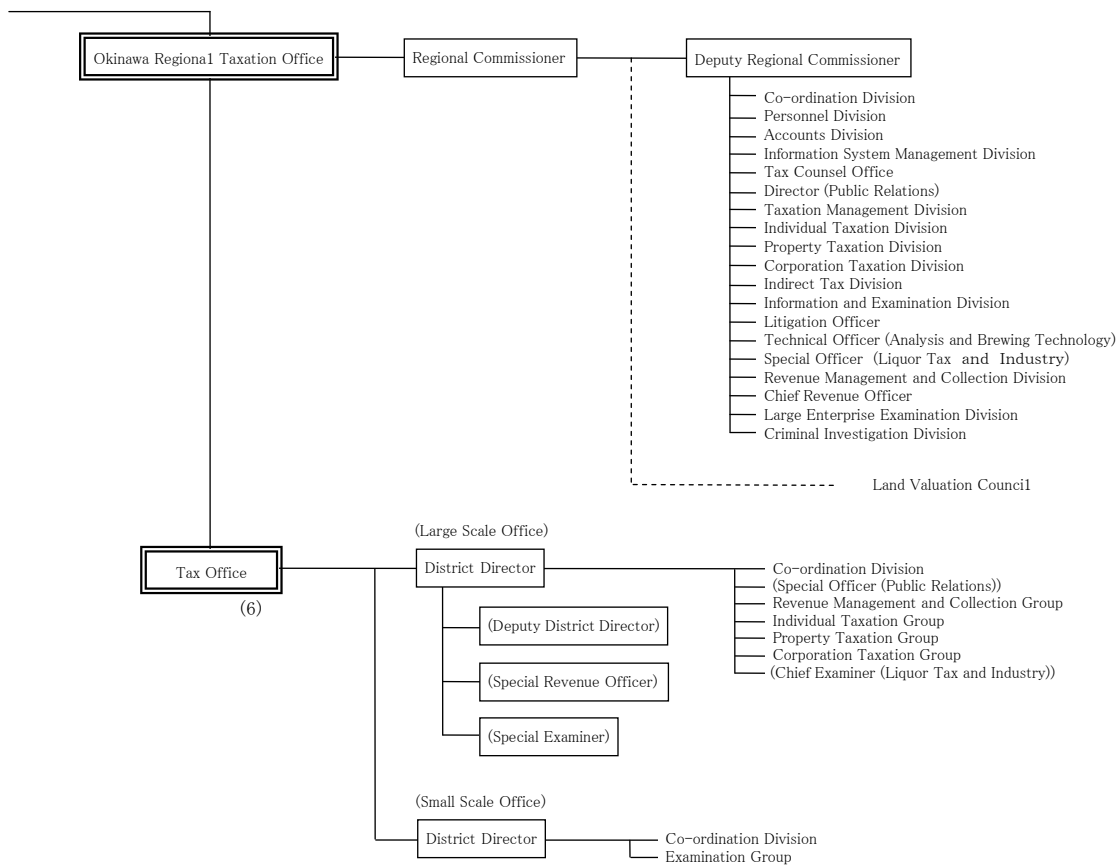 Okinawa Regiona1 Taxation Office
Regional Commissioner
Deputy Regional Commissioner
Co-ordination Division
Personnel Division
Accounts Division
Information System Management Division
Tax Counsel Office
Director (Public Relations)
Taxation Management Division
Individual Taxation Division
Property Taxation Division
Corporation Taxation Division
Indirect Tax Division
Information and Examination Division
Litigation Officer
Technical Officer (Analysis and Brewing Technology)
Special Officer (Liquor Tax and Industry)
Revenue Management and Collection Division
Chief Revenue Officer
Large Enterprise Examination Division
Criminal Investigation Division
Land Valuation Counci1
Tax Office
(6)
(Large Scale Office)
District Director
(Deputy District Director)
(Special Revenue Officer)
(Special Examiner)
Co-ordination Division
(Special Officer (Public Relations))
Revenue Management and Collection Group
Individual Taxation Group
Property Taxation Group
Corporation Taxation Group
(Chief Examiner (Liquor Tax and Industry))
(Small Scale Office)
District Director
Co-ordination Division
Examination Group